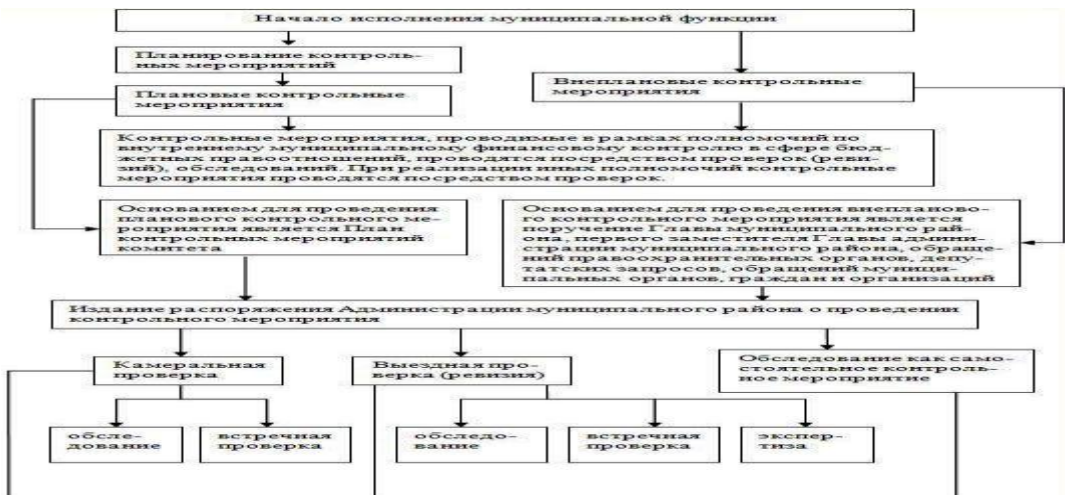 Начало исполнения муниципальной функции
Планирование контроль-
ных мероприятий
Плановые контрольные
мероприятия
Внеплановые контрольные
мероприятия
Контрольные мероприятия, проводимые в рамках полномочий по
внутреннему муниципальному финансовому контролю в сфере бюд-
жетных правоотношений, проводятся посредством проверок (реви-
зий), обследований. При реализации иных полномочий контрольные
мероприятия проводятся посредством проверок.
Основанием для проведения
планового контрольного ме-
роприятия является План
контрольных мероприятий
комитета
Основанием для проведения внепланово-
го контрольного мероприятия является
поручение Главы муниципального рай-
она, первого заместителя Главы админи-
страции муниципального района, обраще-
ний правоохранительных органов, депу-
татских запросов, обращений муници-
пальных органов, граждан и организаций
Издание распоряжения Администрации муниципального района о проведении
контрольного мероприятия
Камеральная
проверка
Выездная про-
верка (ревизия)
Обследование как само-
стоятельное контроль-
ное мероприятие
обсле-
дование
встречная
проверка
обследо-
вание
встречная
проверка
экспер-
тиза